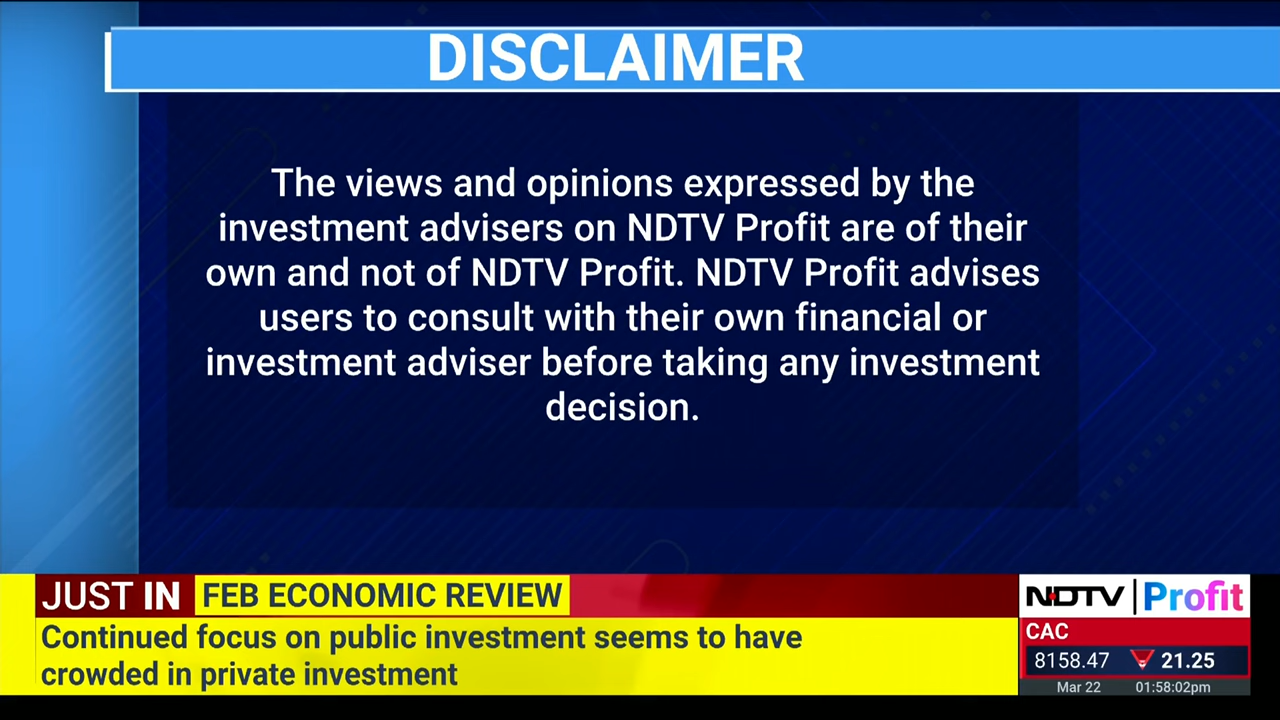 DISCLAIMER
The views and opinions expressed by the
investment advisers on NDTV Profit are of their
own and not of NDTV Profit. NDTV Profit advises
users to consult with their own financial or
investment adviser before taking any investment
decision.
JUST IN FEB ECONOMIC REVIEW
Continued focus on public investment seems to have
crowded in private investment
NDTV Profit
CAC
8158.47 21.25
Mar 22 01:58:02pm